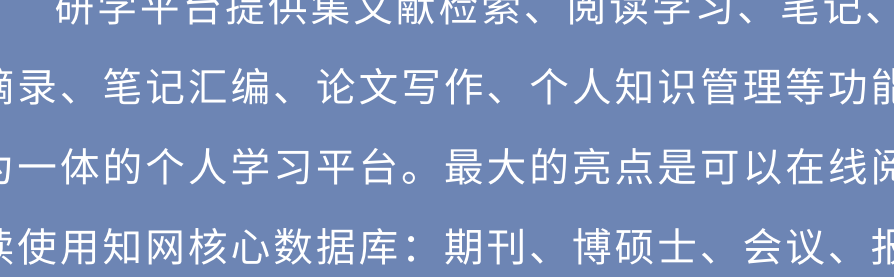 研学平台提供集文献检索、阅读学习、笔记、
摘录、笔记汇编、论文写作、个人知识管理等功能
为一体的个人学习平台。最大的亮点是可以在线阅
读使用知网核心数据库：期刊、博硕士、会议、报